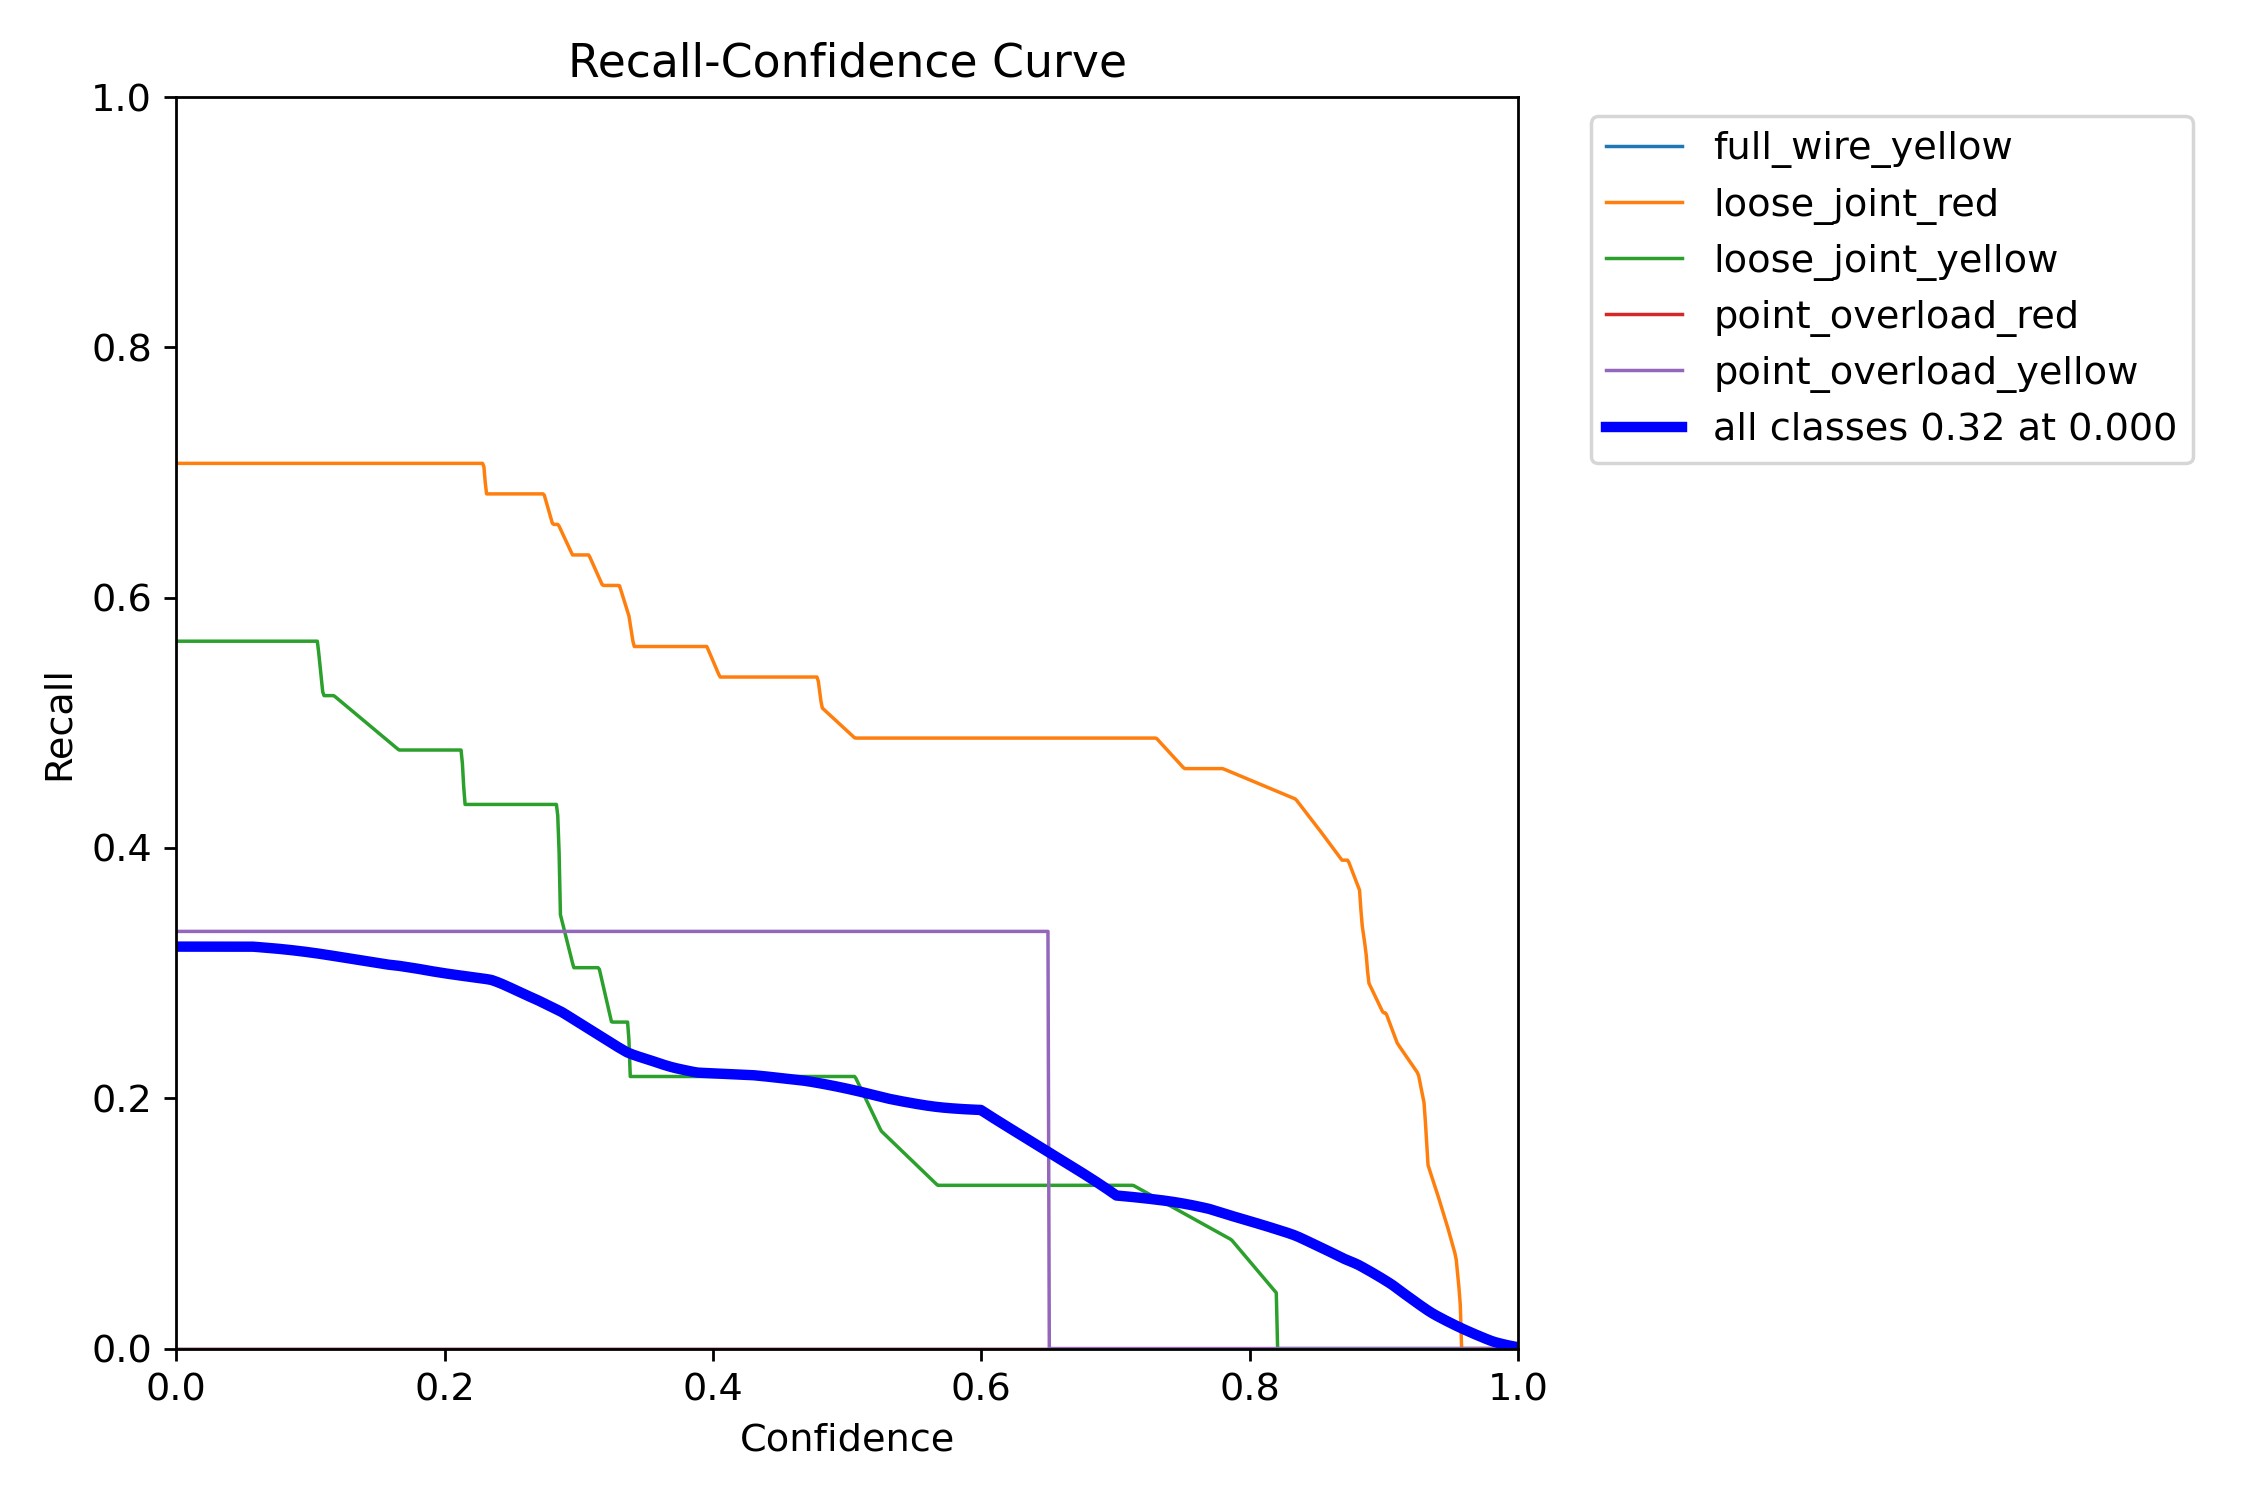 Recall-Confidence Curve
1.0
0.8
0.6
0.4
0.2
0.0
Recall
0.0 0.2 0.4 0.6 0.8 1.0
Confidence
full_wire_yellow
loose_joint_red
loose_joint_yellow
point_overload_red
point_overload_yellow
all classes 0.32 at 0.000